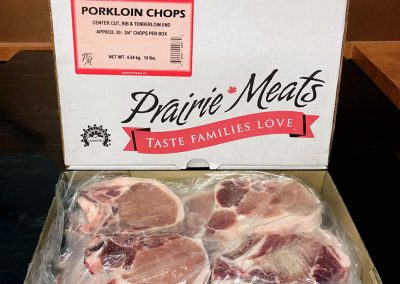 PORKLOIN CHOPS
CENTER CUT, RIB & TENDERLOIN END
APPROX. 20 - 3/4" CHOPS PER BOX
NET WT. 4.54 kg. 10 lbs.
Prairie Meats
TASTE FAMILIES LOVE